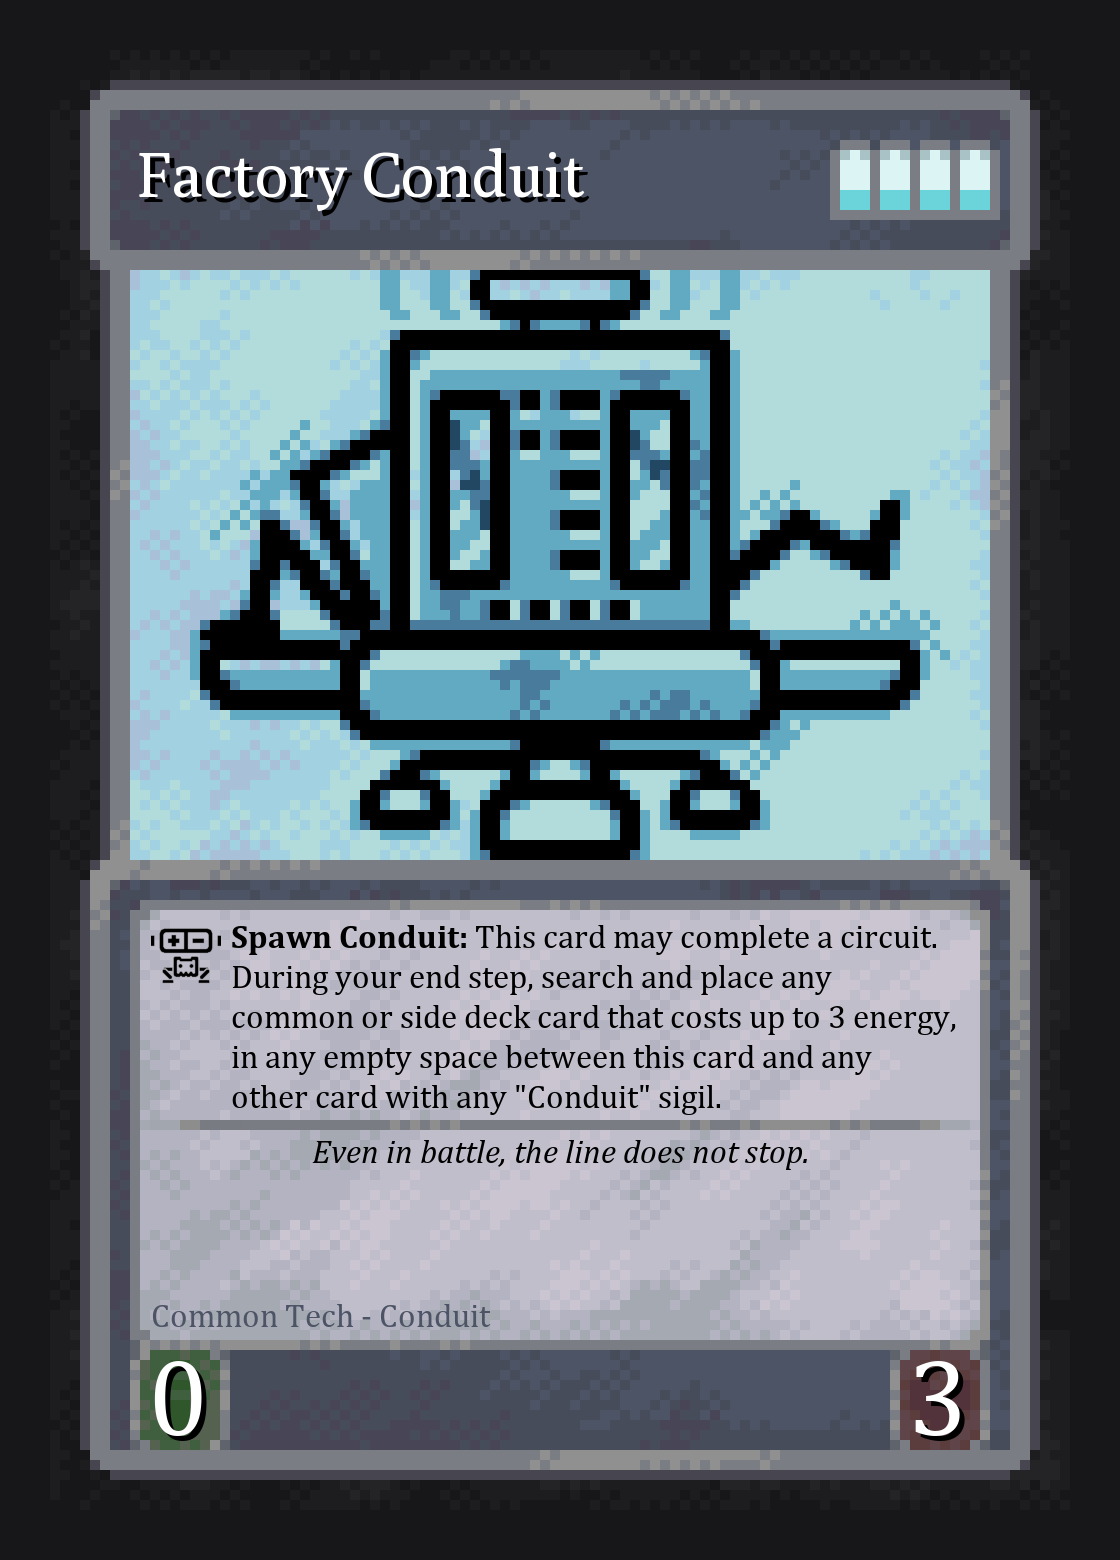 Factory Conduit
Spawn Conduit: This card may complete a circuit.
During your end step, search and place any
common or side deck card that costs up to 3 energy,
in any empty space between this card and any
other card with any "Conduit" sigil.
Even in battle, the line does not stop.
Common Tech - Conduit
0
3